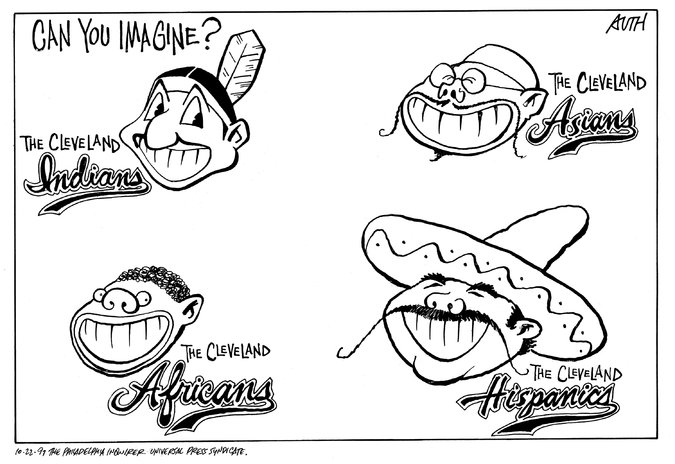 CAN YOU IMAGINE?
AUTH
THE CLEVELAND
Indians
THE CLEVELAND
Asians
THE CLEVELAND
Africans
THE CLEVELAND
Hispanics
10-22-97 THE PHILADELPHIA INQUIRER. UNIVERSAL PRESS SYNDICATE.